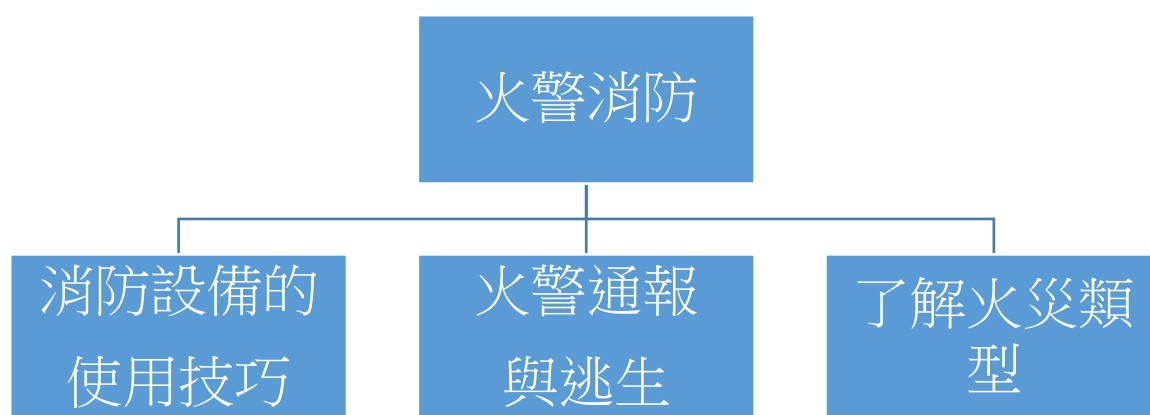 火警消防
消防設備的
使用技巧
火警通報
與逃生
了解火災類
型